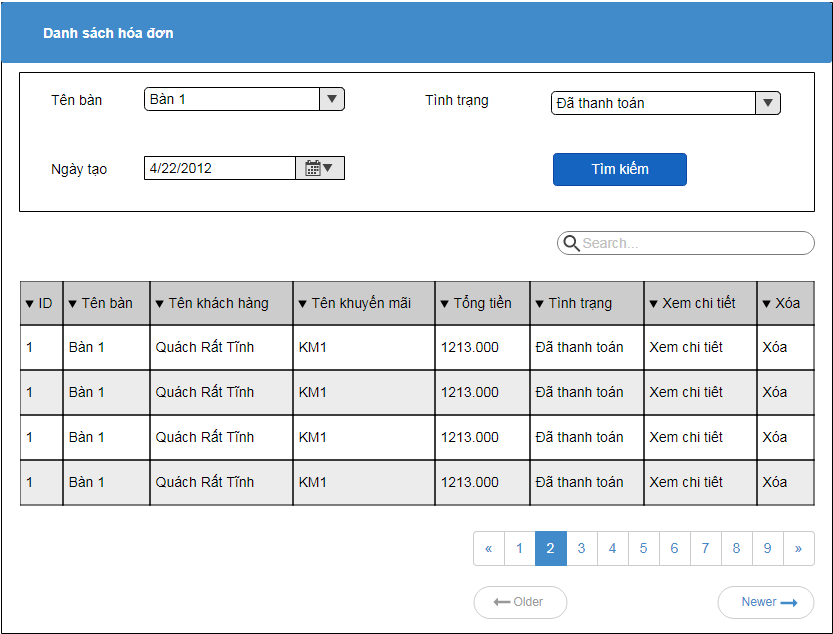 Danh sách hóa đơn
Tên bàn Bàn 1 Tình trạng Đã thanh toán
Ngày tạo 4/22/2012 Tìm kiếm
Search...
ID Tên bàn Tên khách hàng Tên khuyến mãi Tổng tiền Tình trạng Xem chi tiết Xóa
1 Bàn 1 Quách Rất Tĩnh KM1 1213.000 Đã thanh toán Xem chi tiêt Xóa
1 Bàn 1 Quách Rất Tĩnh KM1 1213.000 Đã thanh toán Xem chi tiêt Xóa
1 Bàn 1 Quách Rất Tĩnh KM1 1213.000 Đã thanh toán Xem chi tiêt Xóa
1 Bàn 1 Quách Rất Tĩnh KM1 1213.000 Đã thanh toán Xem chi tiêt Xóa
« 1 2 3 4 5 6 7 8 9 »
Older Newer